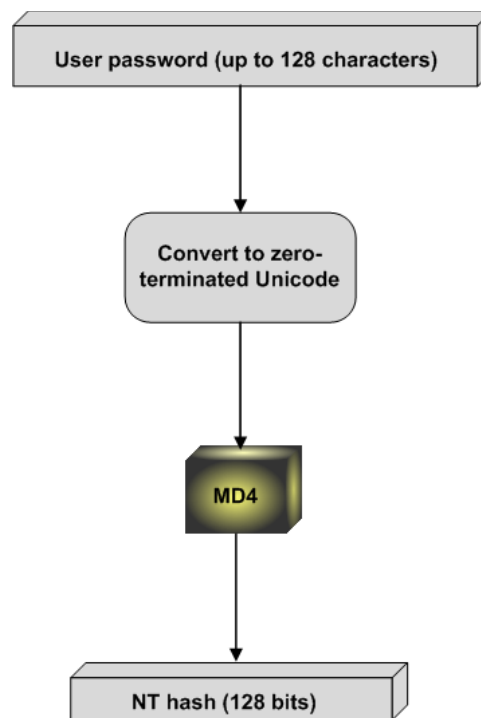 User password (up to 128 characters)
Convert to zero-
terminated Unicode
MD4
NT hash (128 bits)